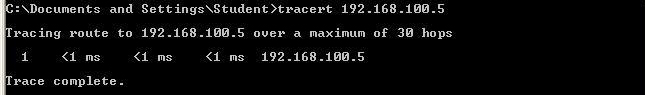 C:\Documents and Settings\Student>tracert 192.168.100.5
Tracing route to 192.168.100.5 over a maximum of 30 hops
1 <1 ms <1 ms <1 ms 192.168.100.5
Trace complete.